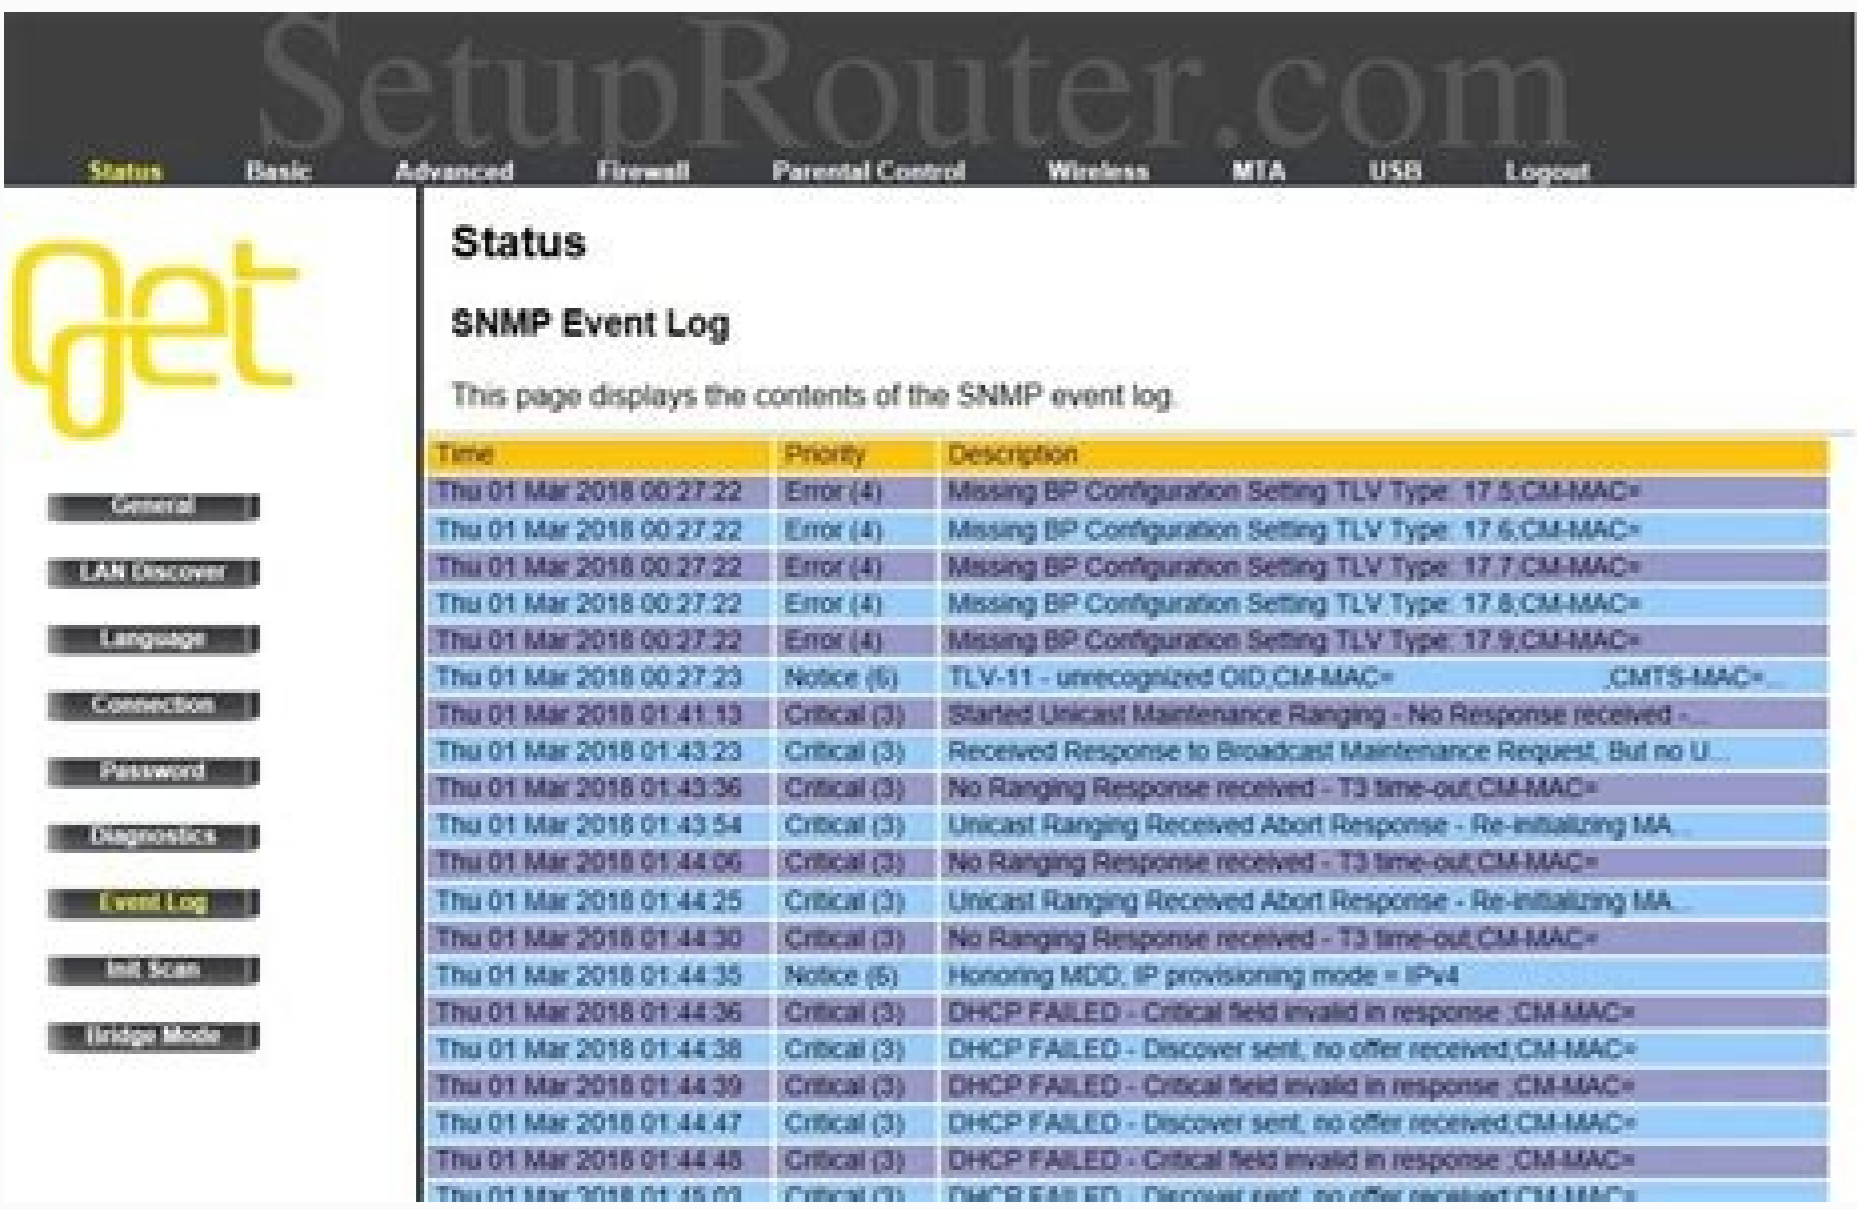 SetupRouter.com
Status Basic Advanced Firewall Parental Control Wireless MTA USB Logout
get
General
LAN Discover
Language
Connection
Password
Diagnostics
Event Log
Init Scan
Bridge Mode
Status
SNMP Event Log
This page displays the contents of the SNMP event log.
Time Priority Description
Thu 01 Mar 2018 00:27:22 Error (4) Missing BP Configuration Setting TLV Type: 17.5;CM-MAC=
Thu 01 Mar 2018 00:27:22 Error (4) Missing BP Configuration Setting TLV Type: 17.6;CM-MAC=
Thu 01 Mar 2018 00:27:22 Error (4) Missing BP Configuration Setting TLV Type: 17.7;CM-MAC=
Thu 01 Mar 2018 00:27:22 Error (4) Missing BP Configuration Setting TLV Type: 17.8;CM-MAC=
Thu 01 Mar 2018 00:27:22 Error (4) Missing BP Configuration Setting TLV Type: 17.9;CM-MAC=
Thu 01 Mar 2018 00:27:23 Notice (6) TLV-11 - unrecognized OID;CM-MAC= ;CMTS-MAC=...
Thu 01 Mar 2018 01:41:13 Critical (3) Started Unicast Maintenance Ranging - No Response received -...
Thu 01 Mar 2018 01:43:23 Critical (3) Received Response to Broadcast Maintenance Request, But no U...
Thu 01 Mar 2018 01:43:36 Critical (3) No Ranging Response received - T3 time-out;CM-MAC=
Thu 01 Mar 2018 01:43:54 Critical (3) Unicast Ranging Received Abort Response - Re-initializing MA...
Thu 01 Mar 2018 01:44:06 Critical (3) No Ranging Response received - T3 time-out;CM-MAC=
Thu 01 Mar 2018 01:44:25 Critical (3) Unicast Ranging Received Abort Response - Re-initializing MA...
Thu 01 Mar 2018 01:44:30 Critical (3) No Ranging Response received - T3 time-out;CM-MAC=
Thu 01 Mar 2018 01:44:35 Notice (6) Honoring MDD; IP provisioning mode = IPv4
Thu 01 Mar 2018 01:44:36 Critical (3) DHCP FAILED - Critical field invalid in response ;CM-MAC=
Thu 01 Mar 2018 01:44:38 Critical (3) DHCP FAILED - Discover sent, no offer received;CM-MAC=
Thu 01 Mar 2018 01:44:39 Critical (3) DHCP FAILED - Critical field invalid in response ;CM-MAC=
Thu 01 Mar 2018 01:44:47 Critical (3) DHCP FAILED - Discover sent, no offer received;CM-MAC=
Thu 01 Mar 2018 01:44:48 Critical (3) DHCP FAILED - Critical field invalid in response ;CM-MAC=
Thu 01 Mar 2018 01:45:03 Critical (3) DHCP FAILED - Discover sent, no offer received;CM-MAC=